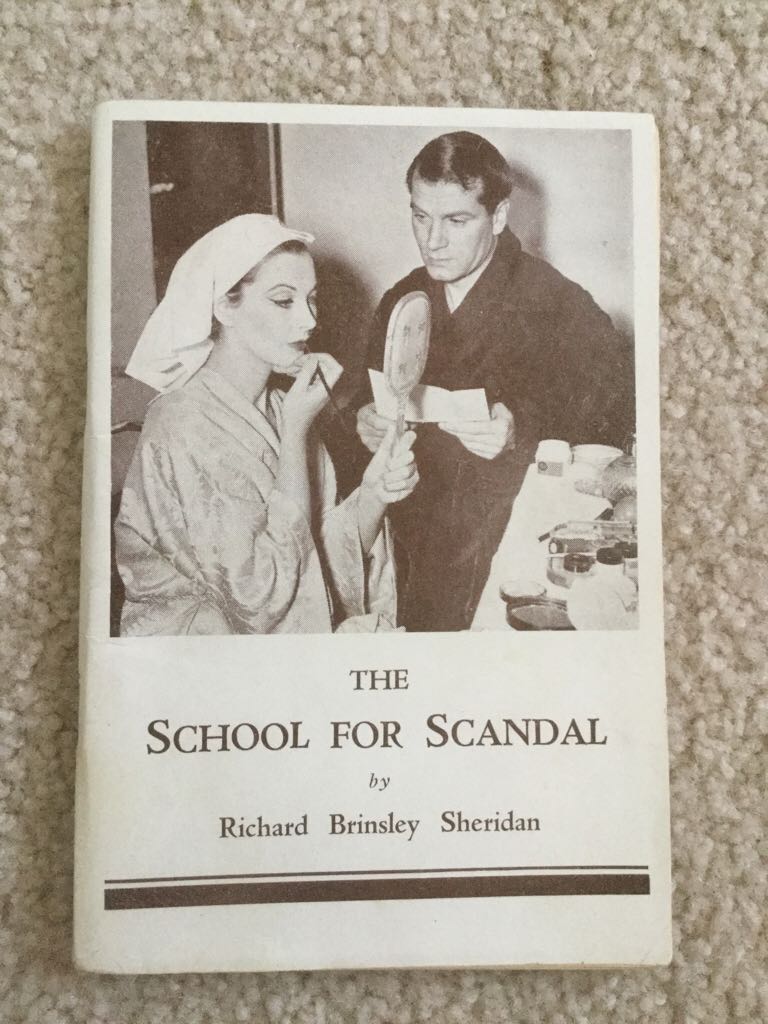 THE
SCHOOL FOR SCANDAL
by
Richard Brinsley Sheridan